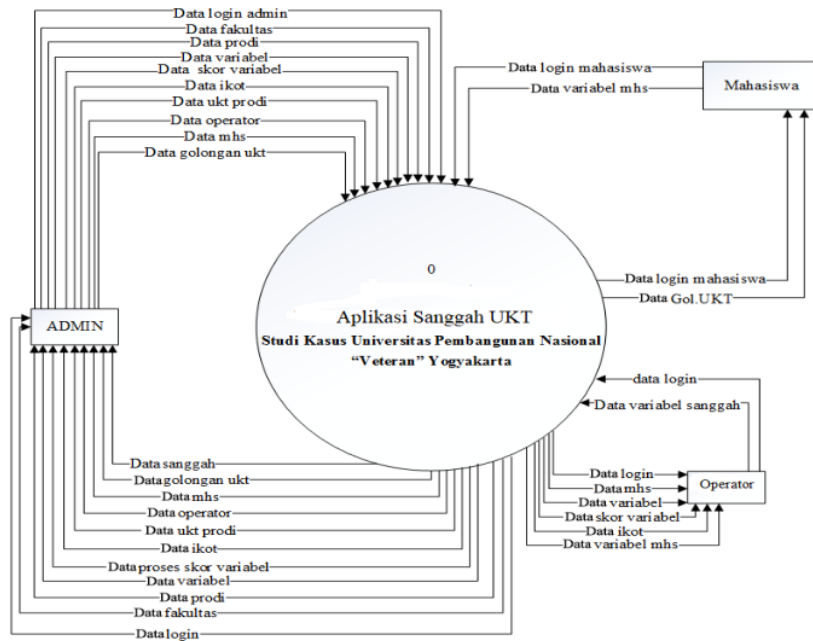 Data login admin
Data fakultas
Data prodi
Data variabel
Data skor variabel
Data ikot
Data ukt prodi
Data operator
Data mhs
Data golongan ukt
Data login mahasiswa
Data variabel mhs
Mahasiswa
0
Aplikasi Sanggah UKT
Studi Kasus Universitas Pembangunan Nasional
“Veteran” Yogyakarta
Data login mahasiswa
Data Gol.UKT
ADMIN
data login
Data variabel sanggah
Operator
Data login
Data mhs
Data variabel
Data skor variabel
Data ikot
Data variabel mhs
Data sanggah
Data golongan ukt
Data mhs
Data operator
Data ukt prodi
Data ikot
Data proses skor variabel
Data variabel
Data prodi
Data fakultas
Data login